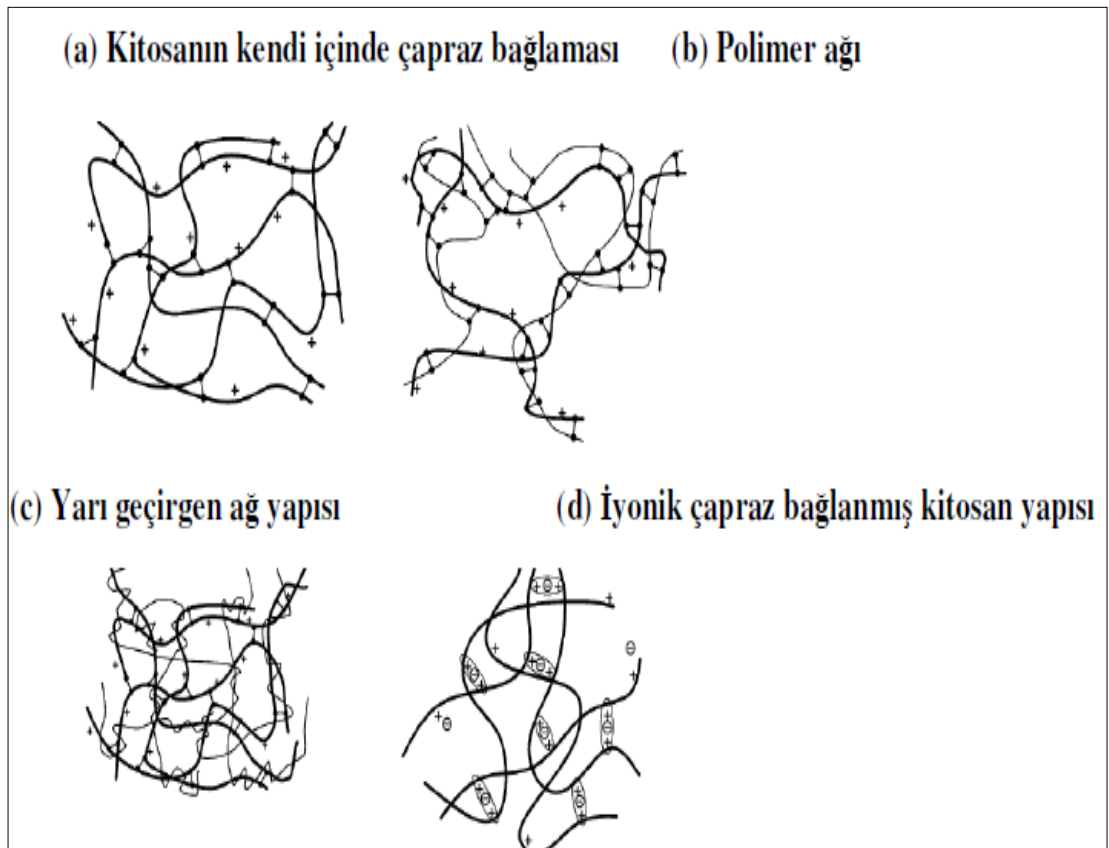 (a) Kitosanın kendi içinde çapraz bağlaması (b) Polimer ağı
(c) Yarı geçirgen ağ yapısı (d) İyonik çapraz bağlanmış kitosan yapısı